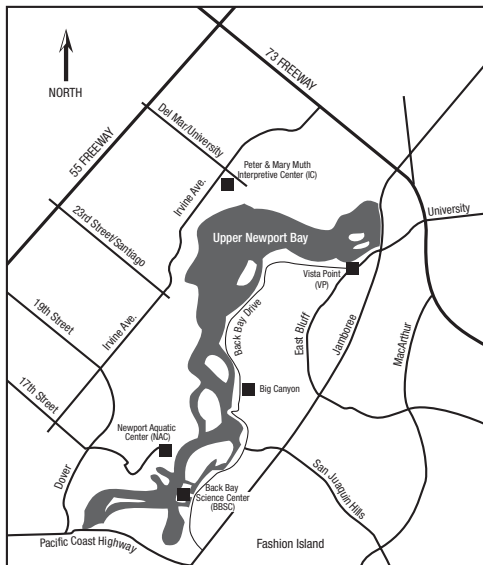 73 FREEWAY
NORTH
Del Mar/University
55 FREEWAY
Peter & Mary Muth
Interpretive Center (IC)
Irvine Ave.
23rd Street/Santiago
University
Upper Newport Bay
Vista Point
(VP)
19th Street
Irvine Ave.
Back Bay Drive
East Bluff
Jamboree
MacArthur
17th Street
Big Canyon
Newport Aquatic
Center (NAC)
Dover
San Juaquin Hills
Back Bay
Science Center
(BBSC)
Pacific Coast Highway
Fashion Island